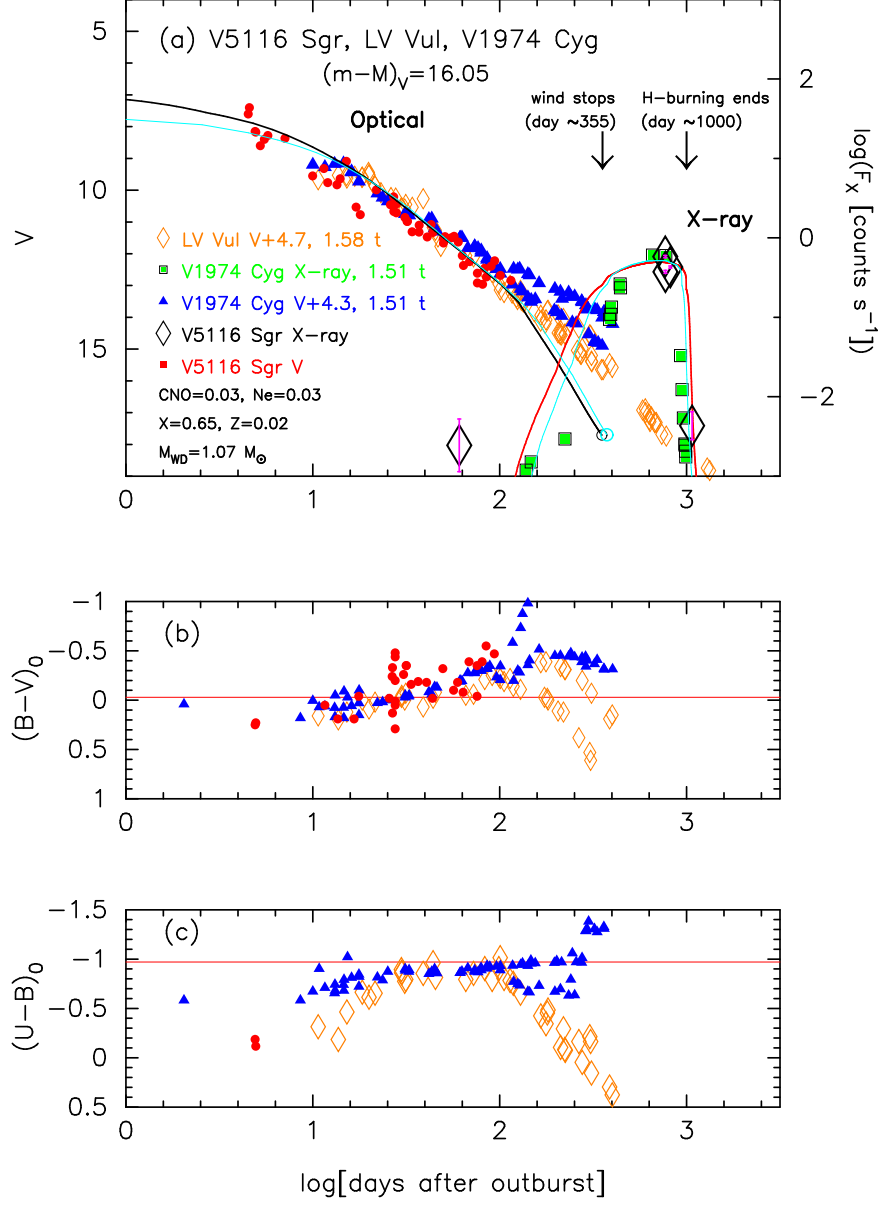 (a) V5116 Sgr, LV Vul, V1974 Cyg
(m−M)V=16.05
Optical
wind stops
(day ~355)
H−burning ends
(day ~1000)
X−ray
LV Vul V+4.7, 1.58 t
V1974 Cyg X−ray, 1.51 t
V1974 Cyg V+4.3, 1.51 t
V5116 Sgr X−ray
V5116 Sgr V
CNO=0.03, Ne=0.03
X=0.65, Z=0.02
MWD=1.07 M⊙
V
5
10
15
log(FX [counts s−1])
2
0
−2
0
1
2
3
(b)
(B−V)0
−1
−0.5
0
0.5
1
0
1
2
3
(c)
(U−B)0
−1.5
−1
−0.5
0
0.5
0
1
2
3
log[days after outburst]